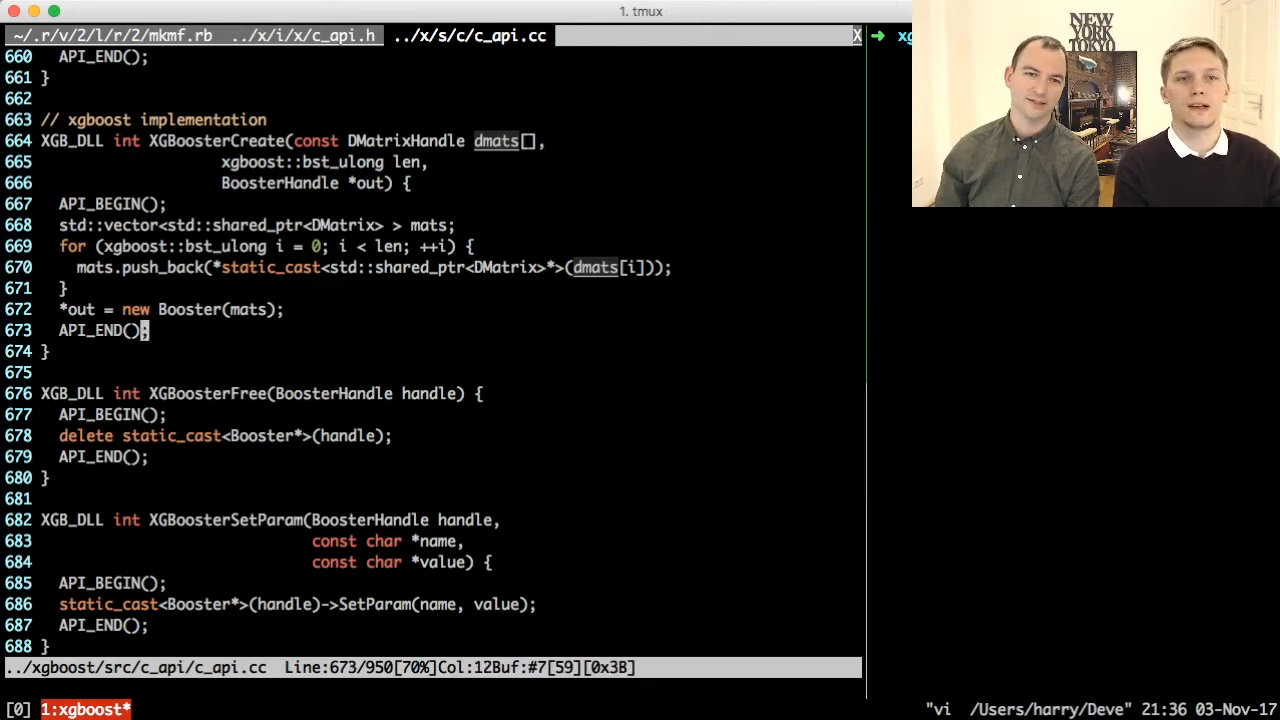 1. tmux
~/.r/v/2/l/r/2/mkmf.rb ../x/i/x/c_api.h ../x/s/c/c_api.cc X
660 API_END();
661 }
662
663 // xgboost implementation
664 XGB_DLL int XGBoosterCreate(const DMatrixHandle dmats[],
665 xgboost::bst_ulong len,
666 BoosterHandle *out) {
667 API_BEGIN();
668 std::vector<std::shared_ptr<DMatrix> > mats;
669 for (xgboost::bst_ulong i = 0; i < len; ++i) {
670 mats.push_back(*static_cast<std::shared_ptr<DMatrix>*>(dmats[i]));
671 }
672 *out = new Booster(mats);
673 API_END();
674 }
675
676 XGB_DLL int XGBoosterFree(BoosterHandle handle) {
677 API_BEGIN();
678 delete static_cast<Booster*>(handle);
679 API_END();
680 }
681
682 XGB_DLL int XGBoosterSetParam(BoosterHandle handle,
683 const char *name,
684 const char *value) {
685 API_BEGIN();
686 static_cast<Booster*>(handle)->SetParam(name, value);
687 API_END();
688 }
../xgboost/src/c_api/c_api.cc Line:673/950[70%]Col:12Buf:#7[59][0x3B]
[0] 1:xgboost* "vi /Users/harry/Deve" 21:36 03-Nov-17
→ xg
NEW
YORK
TOKYO